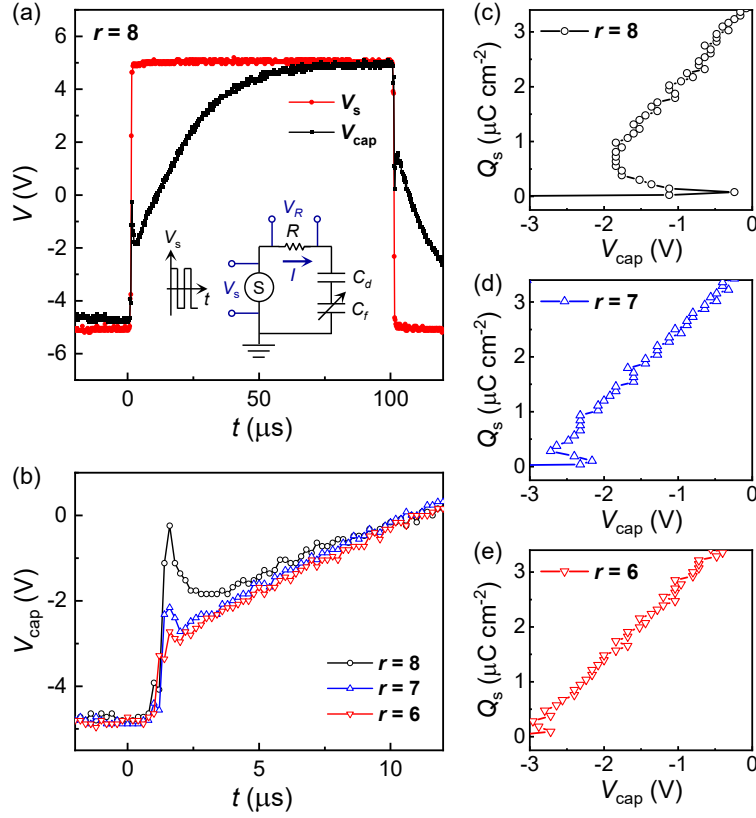 (a)
r = 8
V (V)
6
4
2
0
-2
-4
-6
Vs
Vcap
Vs
t
VR
R
I
Vs
S
Cd
Cf
0
50
100
t (μs)
(b)
Vcap (V)
0
-2
-4
r = 8
r = 7
r = 6
0
5
10
t (μs)
(c)
r = 8
Qs (μC cm-2)
3
2
1
0
-3
-2
-1
0
Vcap (V)
(d)
r = 7
Qs (μC cm-2)
3
2
1
0
-3
-2
-1
0
Vcap (V)
(e)
r = 6
Qs (μC cm-2)
3
2
1
0
-3
-2
-1
0
Vcap (V)